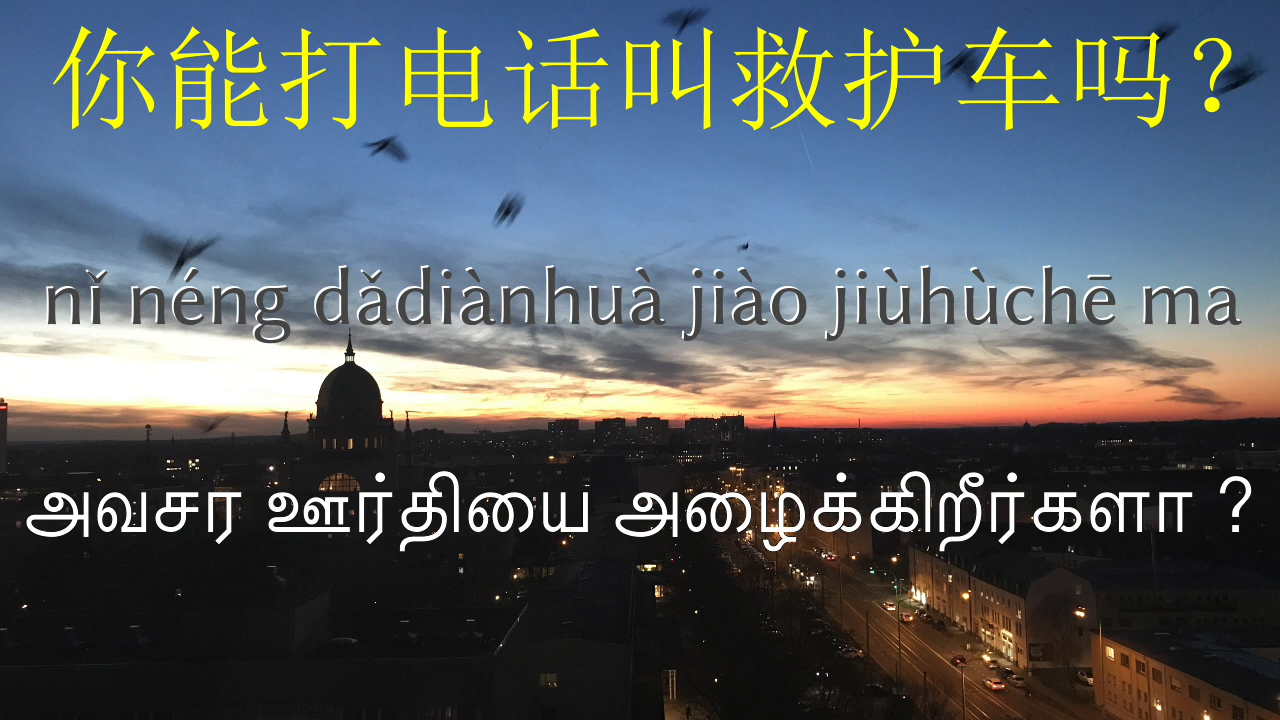 你能打电话叫救护车吗？
nǐ néng dǎdiànhuà jiào jiùhùchē ma
அவசர ஊர்தியை அழைக்கிறீர்களா ?